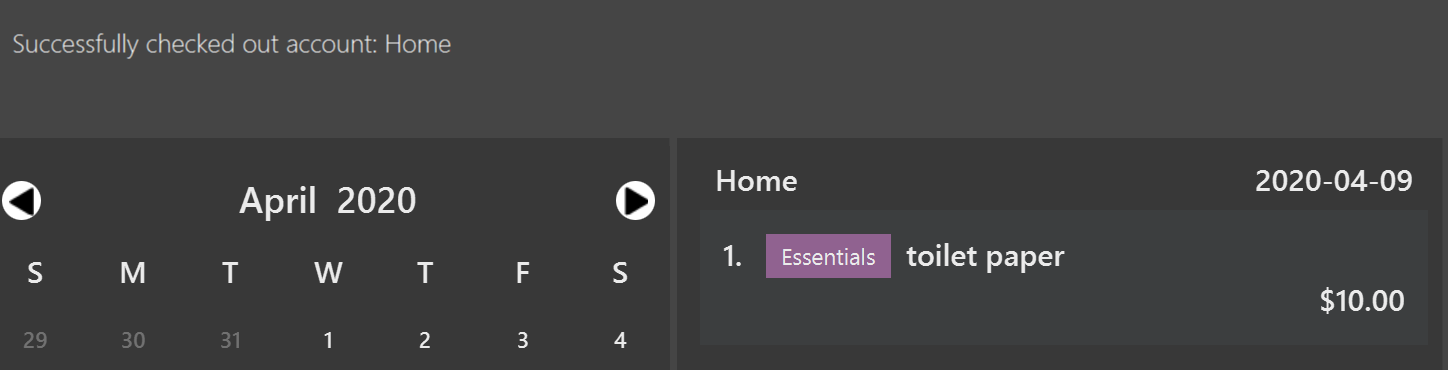 Successfully checked out account: Home
April 2020
S M T W T F S
29 30 31 1 2 3 4
Home 2020-04-09
1. Essentials toilet paper
$10.00